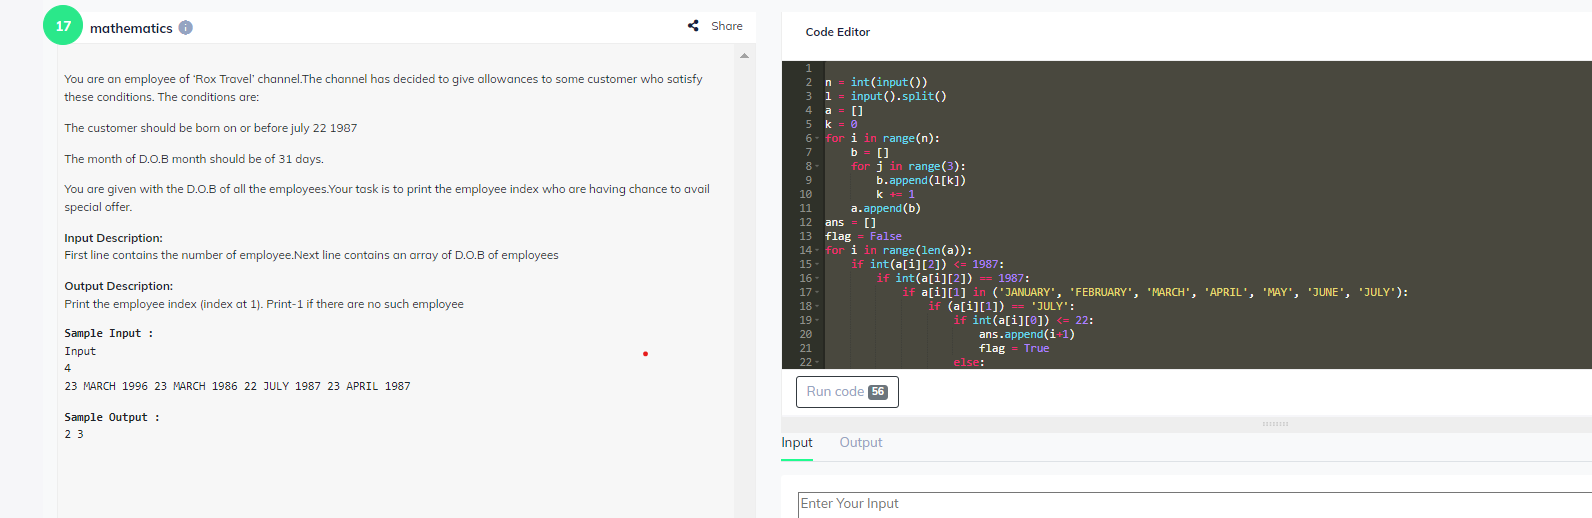 17 mathematics i Share
You are an employee of ‘Rox Travel’ channel.The channel has decided to give allowances to some customer who satisfy
these conditions. The conditions are:
The customer should be born on or before july 22 1987
The month of D.O.B month should be of 31 days.
You are given with the D.O.B of all the employees.Your task is to print the employee index who are having chance to avail
special offer.
Input Description:
First line contains the number of employee.Next line contains an array of D.O.B of employees
Output Description:
Print the employee index (index at 1). Print-1 if there are no such employee
Sample Input :
Input
4
23 MARCH 1996 23 MARCH 1986 22 JULY 1987 23 APRIL 1987
Sample Output :
2 3
Code Editor
1
2 n = int(input())
3 l = input().split()
4 a = []
5 k = 0
6 for i in range(n):
7     b = []
8     for j in range(3):
9         b.append(l[k])
10         k += 1
11     a.append(b)
12 ans = []
13 flag = False
14 for i in range(len(a)):
15     if int(a[i][2]) <= 1987:
16         if int(a[i][2]) == 1987:
17             if a[i][1] in ('JANUARY', 'FEBRUARY', 'MARCH', 'APRIL', 'MAY', 'JUNE', 'JULY'):
18                 if (a[i][1]) == 'JULY':
19                     if int(a[i][0]) <= 22:
20                         ans.append(i+1)
21                         flag = True
22                     else:
Run code 56
Input Output
Enter Your Input